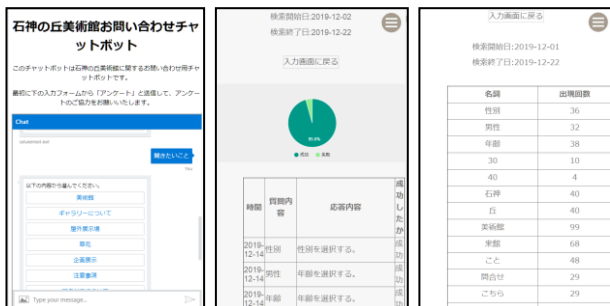 石神の丘美術館お問い合わせチャ
ットボット
このチャットボットは石神の丘美術館に関するお問い合わせ用チャ
ットボットです。
最初に下の入力フォームから「アンケート」と送信して、アンケー
トのご協力をお願いいたします。
Chat
聞きたいこと
You
以下の内容から選んでください。
美術館
ギャラリーについて
屋外展示場
草花
企画展示
注意事項
Type your message...
検索開始日:2019-12-02
検索終了日:2019-12-22
入力画面に戻る
成功 失敗
時間 質問内容 応答内容 成功したか
2019-12-14 性別 性別を選択する。 成功
2019-12-14 男性 年齢を選択する。 成功
2019-12-14 年齢 年齢を選択する。 成功
入力画面に戻る
検索開始日:2019-12-01
検索終了日:2019-12-22
名詞 出現回数
性別 36
男性 32
年齢 38
30 10
40 4
石神 40
丘 40
美術館 99
来館 68
こと 48
問合せ 29
こちら 29